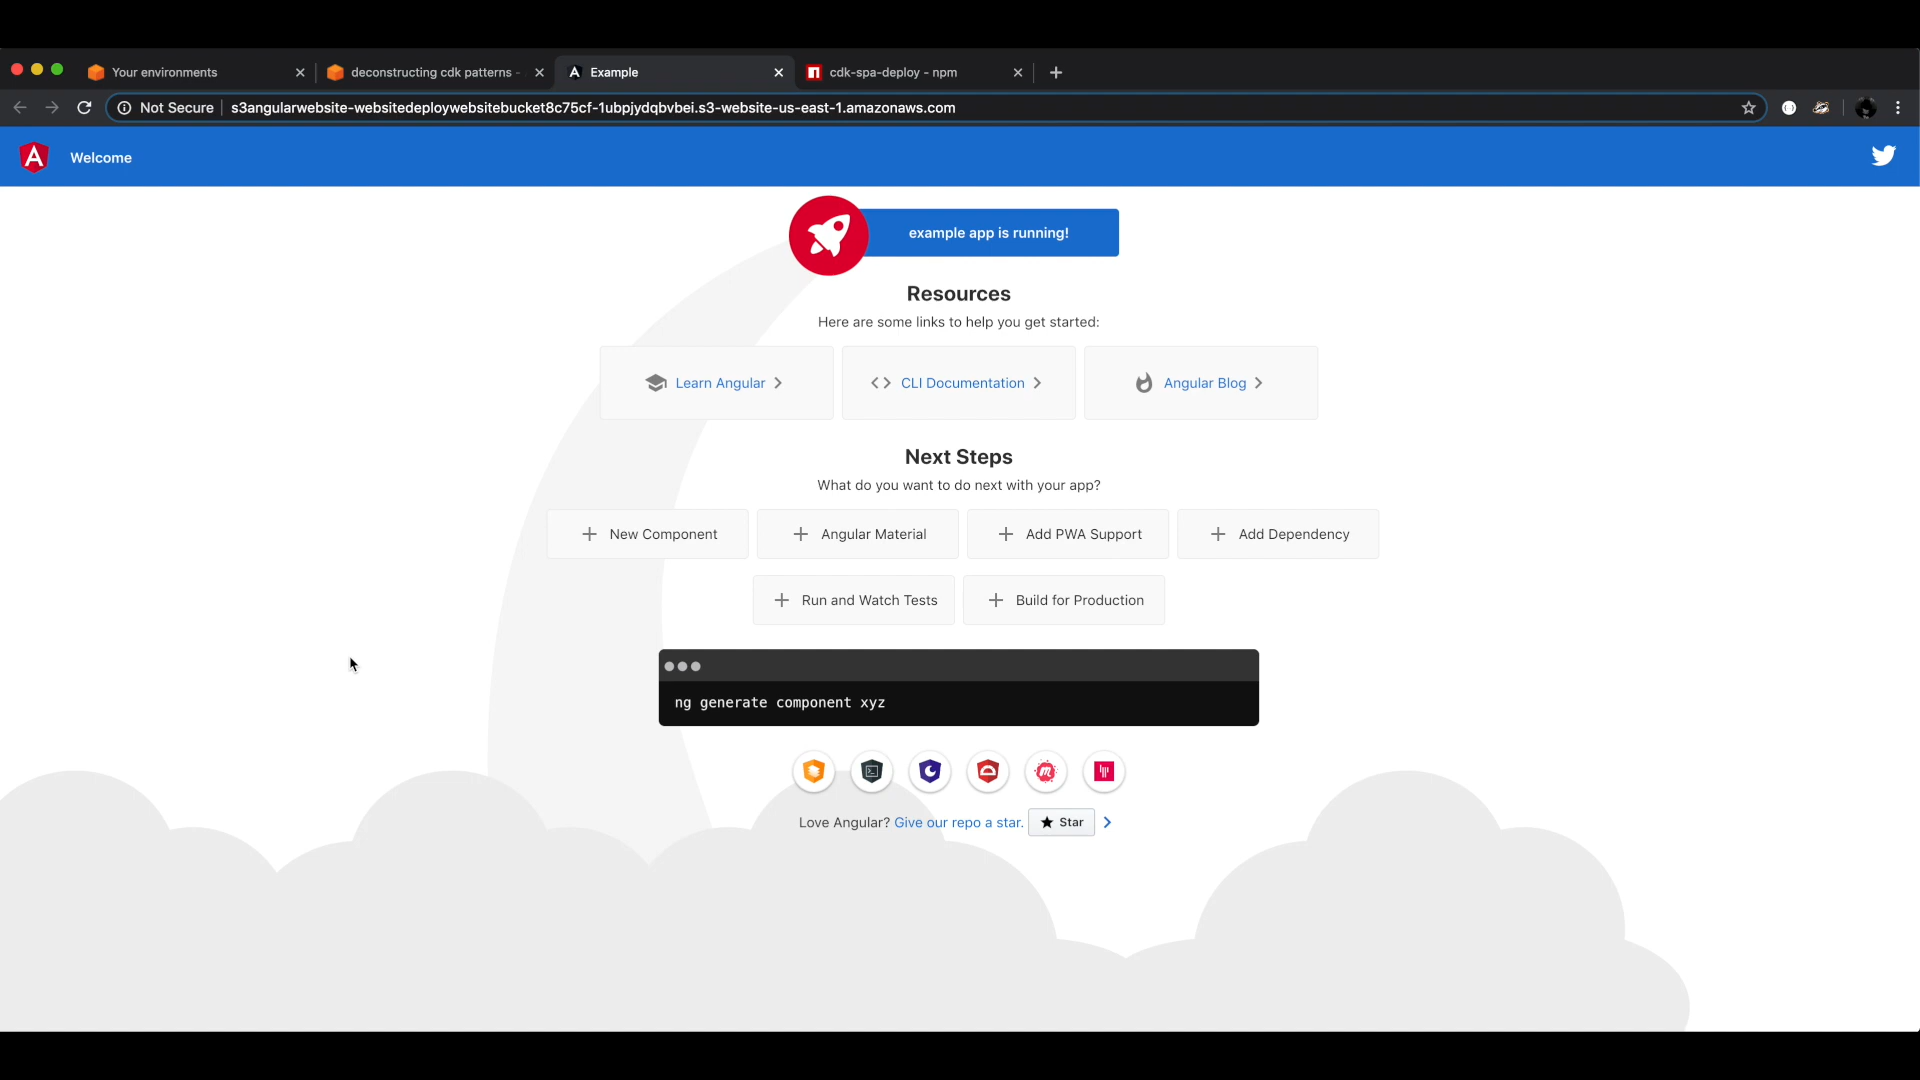 Your environments
deconstructing cdk patterns -
Example
cdk-spa-deploy - npm
Not Secure
s3angularwebsite-websitedeploywebsitebucket8c75cf-1ubpjydqbvbei.s3-website-us-east-1.amazonaws.com
Welcome
example app is running!
Resources
Here are some links to help you get started:
Learn Angular
CLI Documentation
Angular Blog
Next Steps
What do you want to do next with your app?
New Component
Angular Material
Add PWA Support
Add Dependency
Run and Watch Tests
Build for Production
ng generate component xyz
Love Angular? Give our repo a star. Star